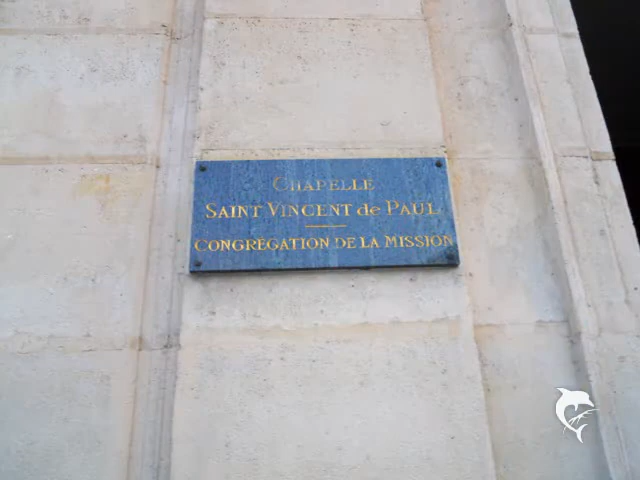 CHAPELLE
SAINT VINCENT de PAUL
CONGRÉGATION DE LA MISSION